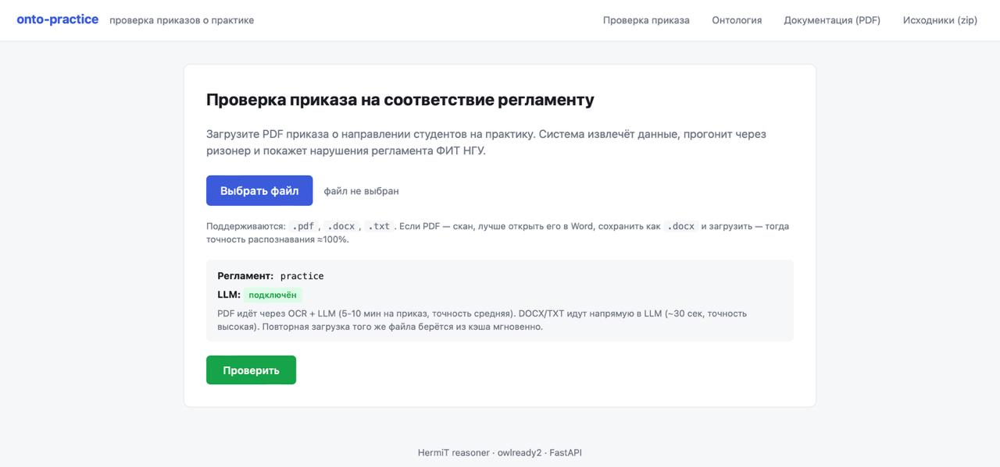 onto-practice проверка приказов о практике Проверка приказа Онтология Документация (PDF) Исходники (zip)
Проверка приказа на соответствие регламенту
Загрузите PDF приказа о направлении студентов на практику. Система извлечёт данные, прогонит через
ризонер и покажет нарушения регламента ФИТ НГУ.
Выбрать файл файл не выбран
Поддерживаются: .pdf , .docx , .txt . Если PDF — скан, лучше открыть его в Word, сохранить как .docx и загрузить — тогда
точность распознавания ≈100%.
Регламент: practice
LLM: подключён
PDF идёт через OCR + LLM (5-10 мин на приказ, точность средняя). DOCX/TXT идут напрямую в LLM (~30 сек, точность
высокая). Повторная загрузка того же файла берётся из кэша мгновенно.
Проверить
HermiT reasoner · owlready2 · FastAPI